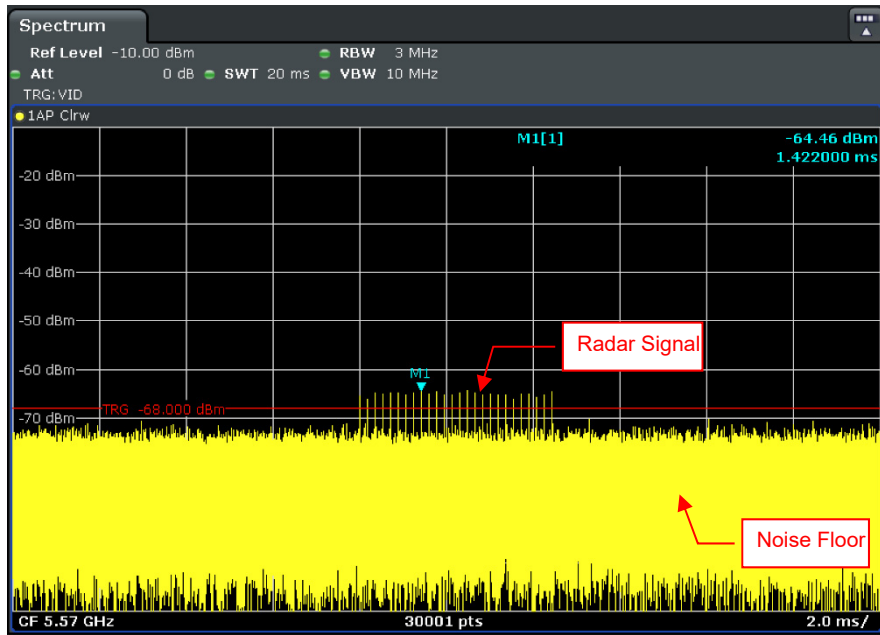 Spectrum
Ref Level -10.00 dBm RBW 3 MHz
Att 0 dB SWT 20 ms VBW 10 MHz
TRG:VID
1AP Clrw
M1[1] -64.46 dBm
1.422000 ms
-20 dBm
-30 dBm
-40 dBm
-50 dBm
Radar Signal
-60 dBm
M1
TRG -68.000 dBm
-70 dBm
Noise Floor
CF 5.57 GHz 30001 pts 2.0 ms/